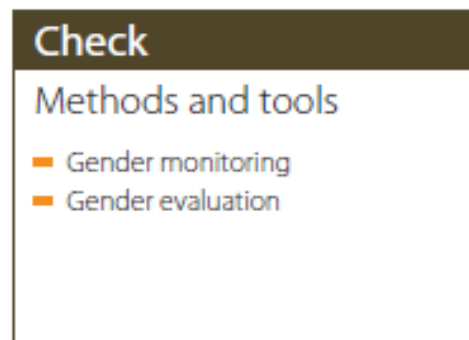 Check
Methods and tools
Gender monitoring
Gender evaluation